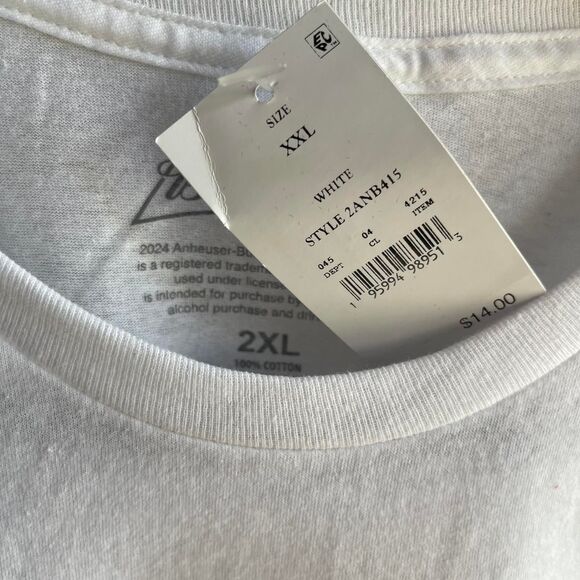 SIZE
XXL
WHITE
STYLE 2ANB415
045 04 4215
DEPT CL ITEM
1 95994 98951 3
$14.00
2024 Anheuser-Bu
is a registered tradem
used under license
is intended for purchase by
alcohol purchase and dri
2XL
100% COTTON